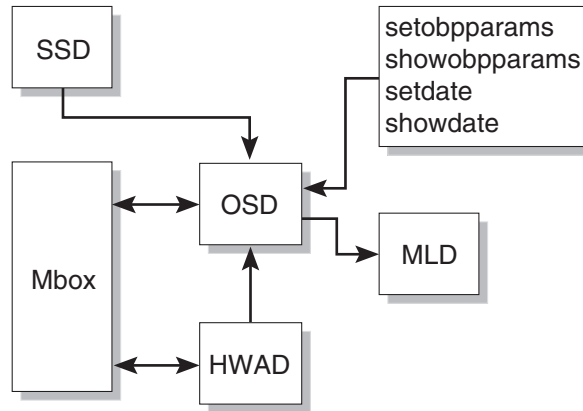 SSD
setobpparams
showobpparams
setdate
showdate
OSD
Mbox
MLD
HWAD